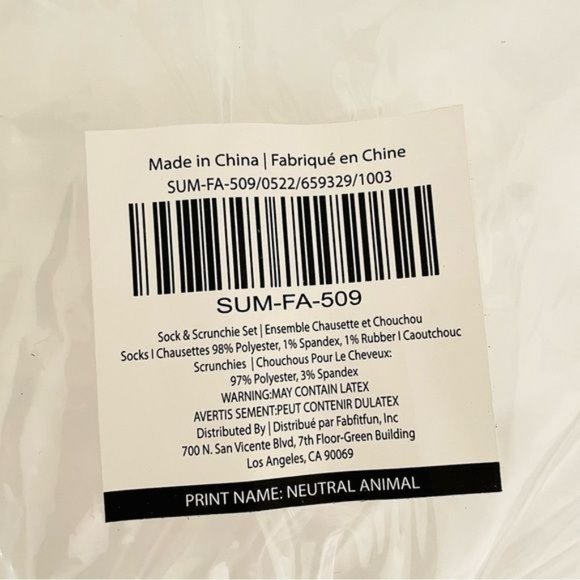 Made in China | Fabriqué en Chine
SUM-FA-509/0522/659329/1003
SUM-FA-509
Sock & Scrunchie Set | Ensemble Chausette et Chouchou
Socks l Chausettes 98% Polyester, 1% Spandex, 1% Rubber l Caoutchouc
Scrunchies | Chouchous Pour Le Cheveux:
97% Polyester, 3% Spandex
WARNING:MAY CONTAIN LATEX
AVERTIS SEMENT:PEUT CONTENIR DULATEX
Distributed By | Distribué par Fabfitfun, Inc
700 N. San Vicente Blvd, 7th Floor-Green Building
Los Angeles, CA 90069
PRINT NAME: NEUTRAL ANIMAL